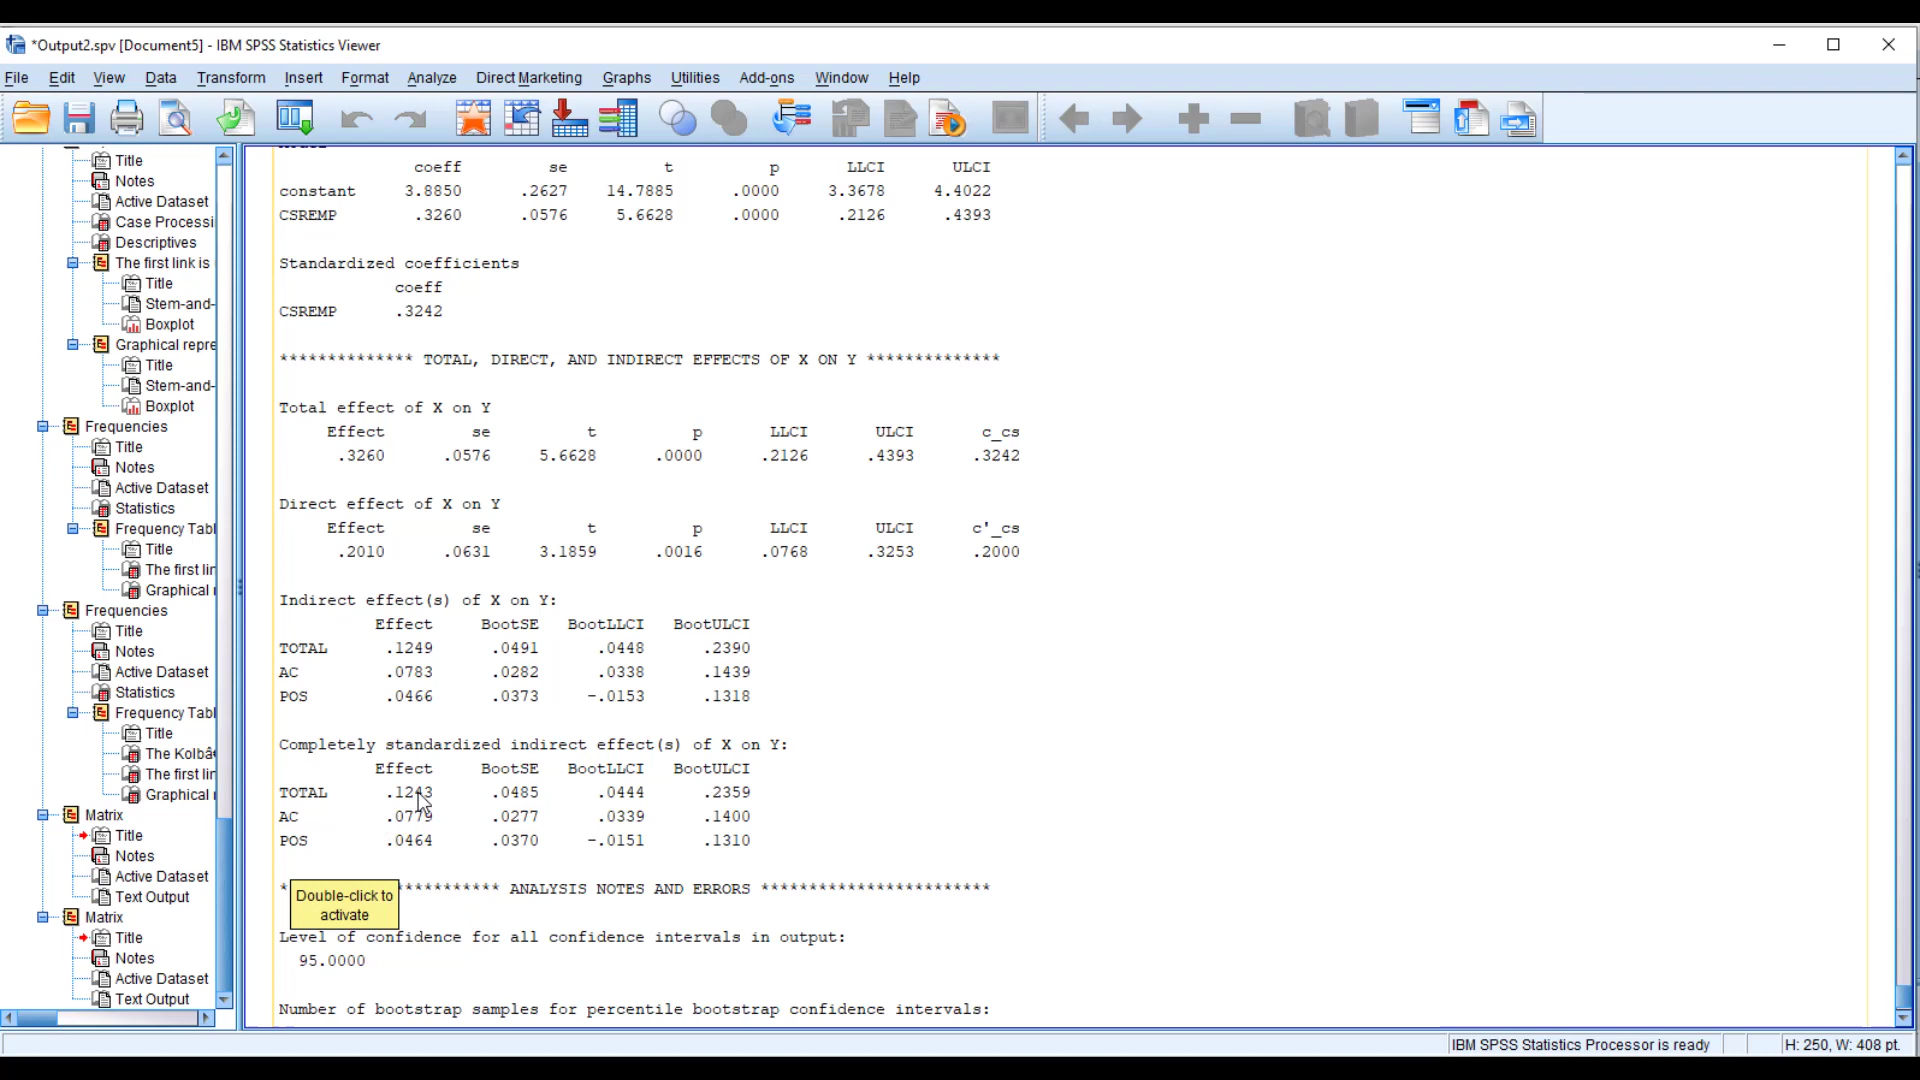 *Output2.spv [Document5] - IBM SPSS Statistics Viewer
File Edit View Data Transform Insert Format Analyze Direct Marketing Graphs Utilities Add-ons Window Help
Title
Notes
Active Dataset
Case Processi
Descriptives
The first link is
Title
Stem-and-
Boxplot
Graphical repre
Title
Stem-and-
Boxplot
Frequencies
Title
Notes
Active Dataset
Statistics
Frequency Tabl
Title
The first lin
Graphical r
Frequencies
Title
Notes
Active Dataset
Statistics
Frequency Tabl
Title
The Kolbâ€
The first lin
Graphical r
Matrix
Title
Notes
Active Dataset
Text Output
Matrix
Title
Notes
Active Dataset
Text Output
coeff se t p LLCI ULCI
constant 3.8850 .2627 14.7885 .0000 3.3678 4.4022
CSREMP .3260 .0576 5.6628 .0000 .2126 .4393
Standardized coefficients
coeff
CSREMP .3242
************** TOTAL, DIRECT, AND INDIRECT EFFECTS OF X ON Y **************
Total effect of X on Y
Effect se t p LLCI ULCI c_cs
.3260 .0576 5.6628 .0000 .2126 .4393 .3242
Direct effect of X on Y
Effect se t p LLCI ULCI c'_cs
.2010 .0631 3.1859 .0016 .0768 .3253 .2000
Indirect effect(s) of X on Y:
Effect BootSE BootLLCI BootULCI
TOTAL .1249 .0491 .0448 .2390
AC .0783 .0282 .0338 .1439
POS .0466 .0373 -.0153 .1318
Completely standardized indirect effect(s) of X on Y:
Effect BootSE BootLLCI BootULCI
TOTAL .1243 .0485 .0444 .2359
AC .0779 .0277 .0339 .1400
POS .0464 .0370 -.0151 .1310
* *********** ANALYSIS NOTES AND ERRORS ************************
Double-click to
activate
Level of confidence for all confidence intervals in output:
95.0000
Number of bootstrap samples for percentile bootstrap confidence intervals:
IBM SPSS Statistics Processor is ready H: 250, W: 408 pt.